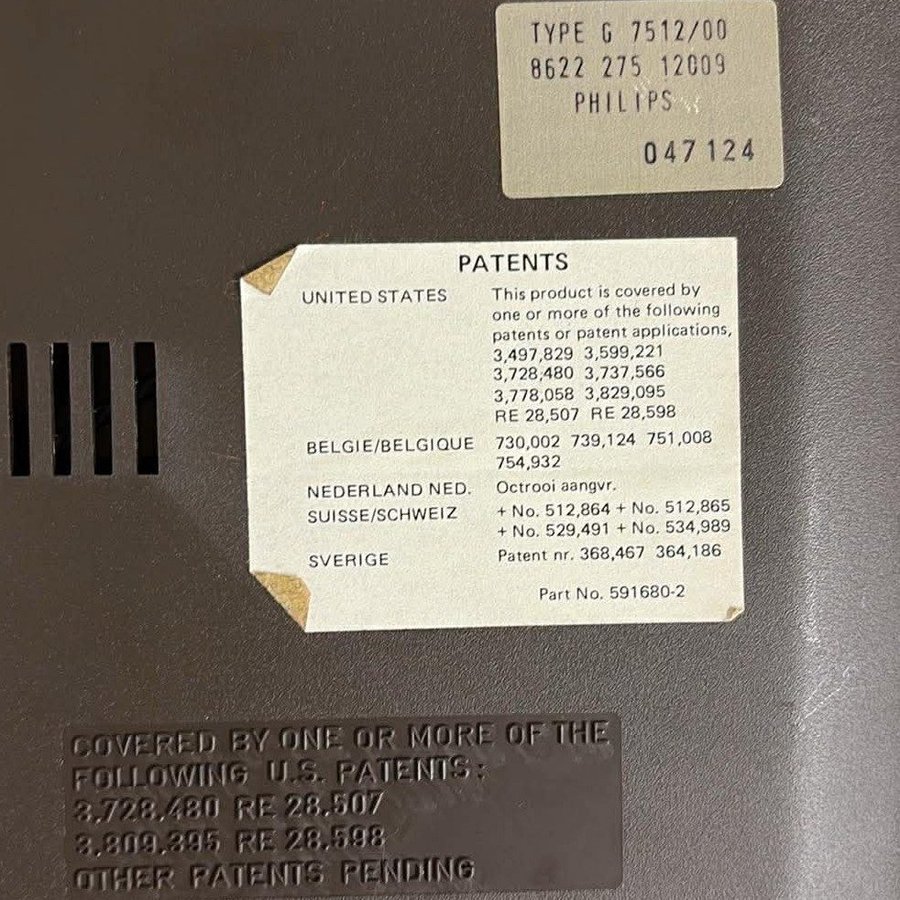 TYPE G 7512/00
8622 275 12009
PHILIPS
047124
PATENTS
UNITED STATES This product is covered by
one or more of the following
patents or patent applications,
3,497,829 3,599,221
3,728,480 3,737,566
3,778,058 3,829,095
RE 28,507 RE 28,598
BELGIE/BELGIQUE 730,002 739,124 751,008
754,932
NEDERLAND NED. Octrooi aangvr.
SUISSE/SCHWEIZ + No. 512,864 + No. 512,865
+ No. 529,491 + No. 534,989
SVERIGE Patent nr. 368,467 364,186
Part No. 591680-2
COVERED BY ONE OR MORE OF THE
FOLLOWING U.S. PATENTS:
3,728,480 RE 28,507
3,809,395 RE 28,598
OTHER PATENTS PENDING